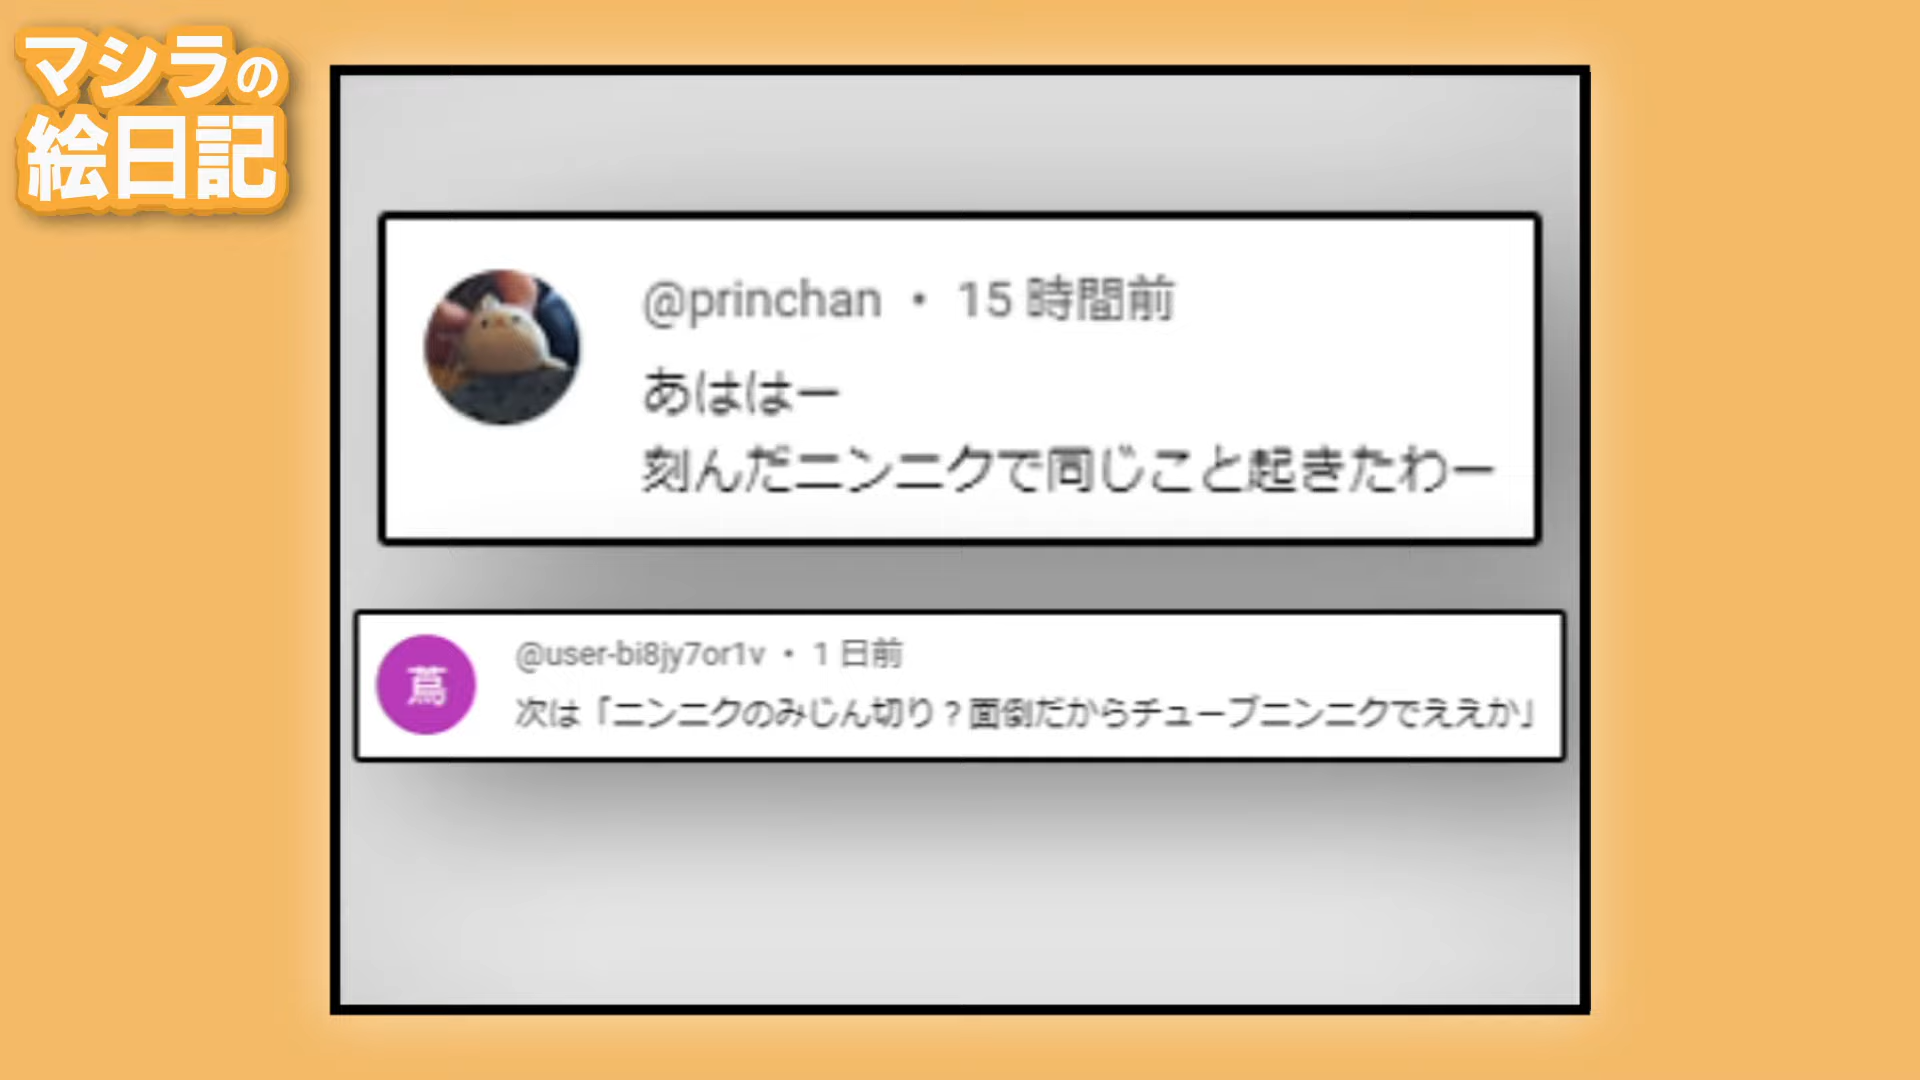 マシラの
絵日記
@princhan・15 時間前
あははー
刻んだニンニクで同じこと起きたわー
蔦
@user-bi8jy7or1v・1 日前
次は「ニンニクのみじん切り？面倒だからチューブニンニクでええか」